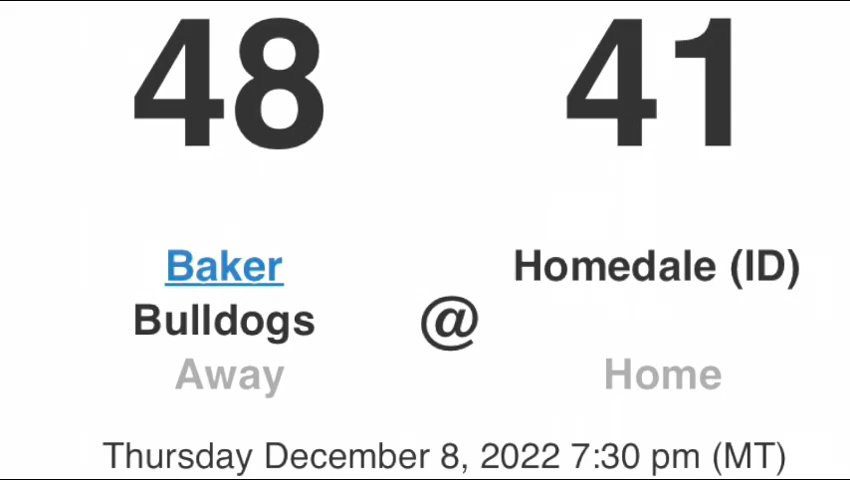 48 41
Baker Homedale (ID)
Bulldogs @
Away Home
Thursday December 8, 2022 7:30 pm (MT)